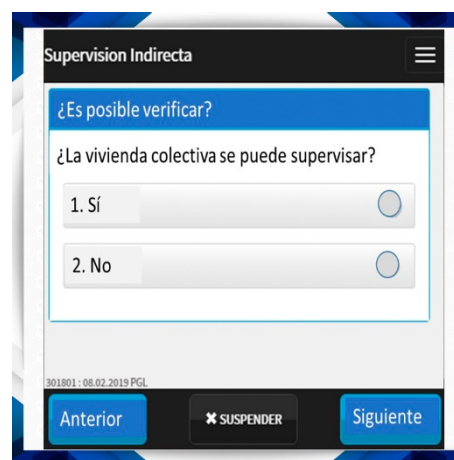 Supervision Indirecta
¿Es posible verificar?
¿La vivienda colectiva se puede supervisar?
1. Sí
2. No
301801 : 08.02.2019 PGL
Anterior
✖ SUSPENDER
Siguiente